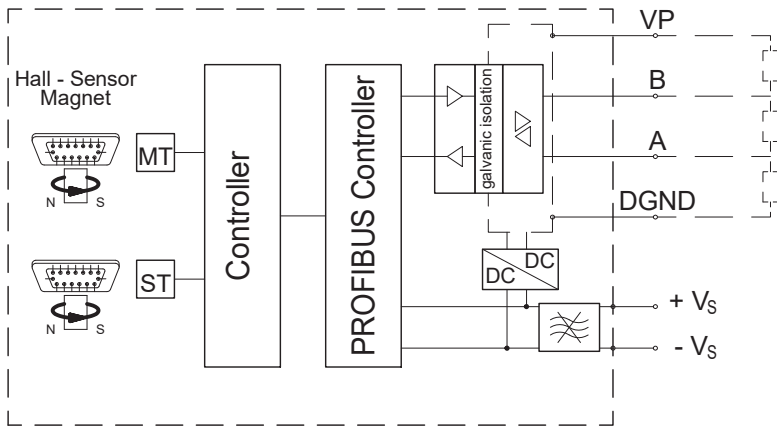 Hall - Sensor
Magnet
N S
MT
N S
ST
Controller
PROFIBUS Controller
galvanic isolation
DC
DC
VP
B
A
DGND
+ VS
- VS